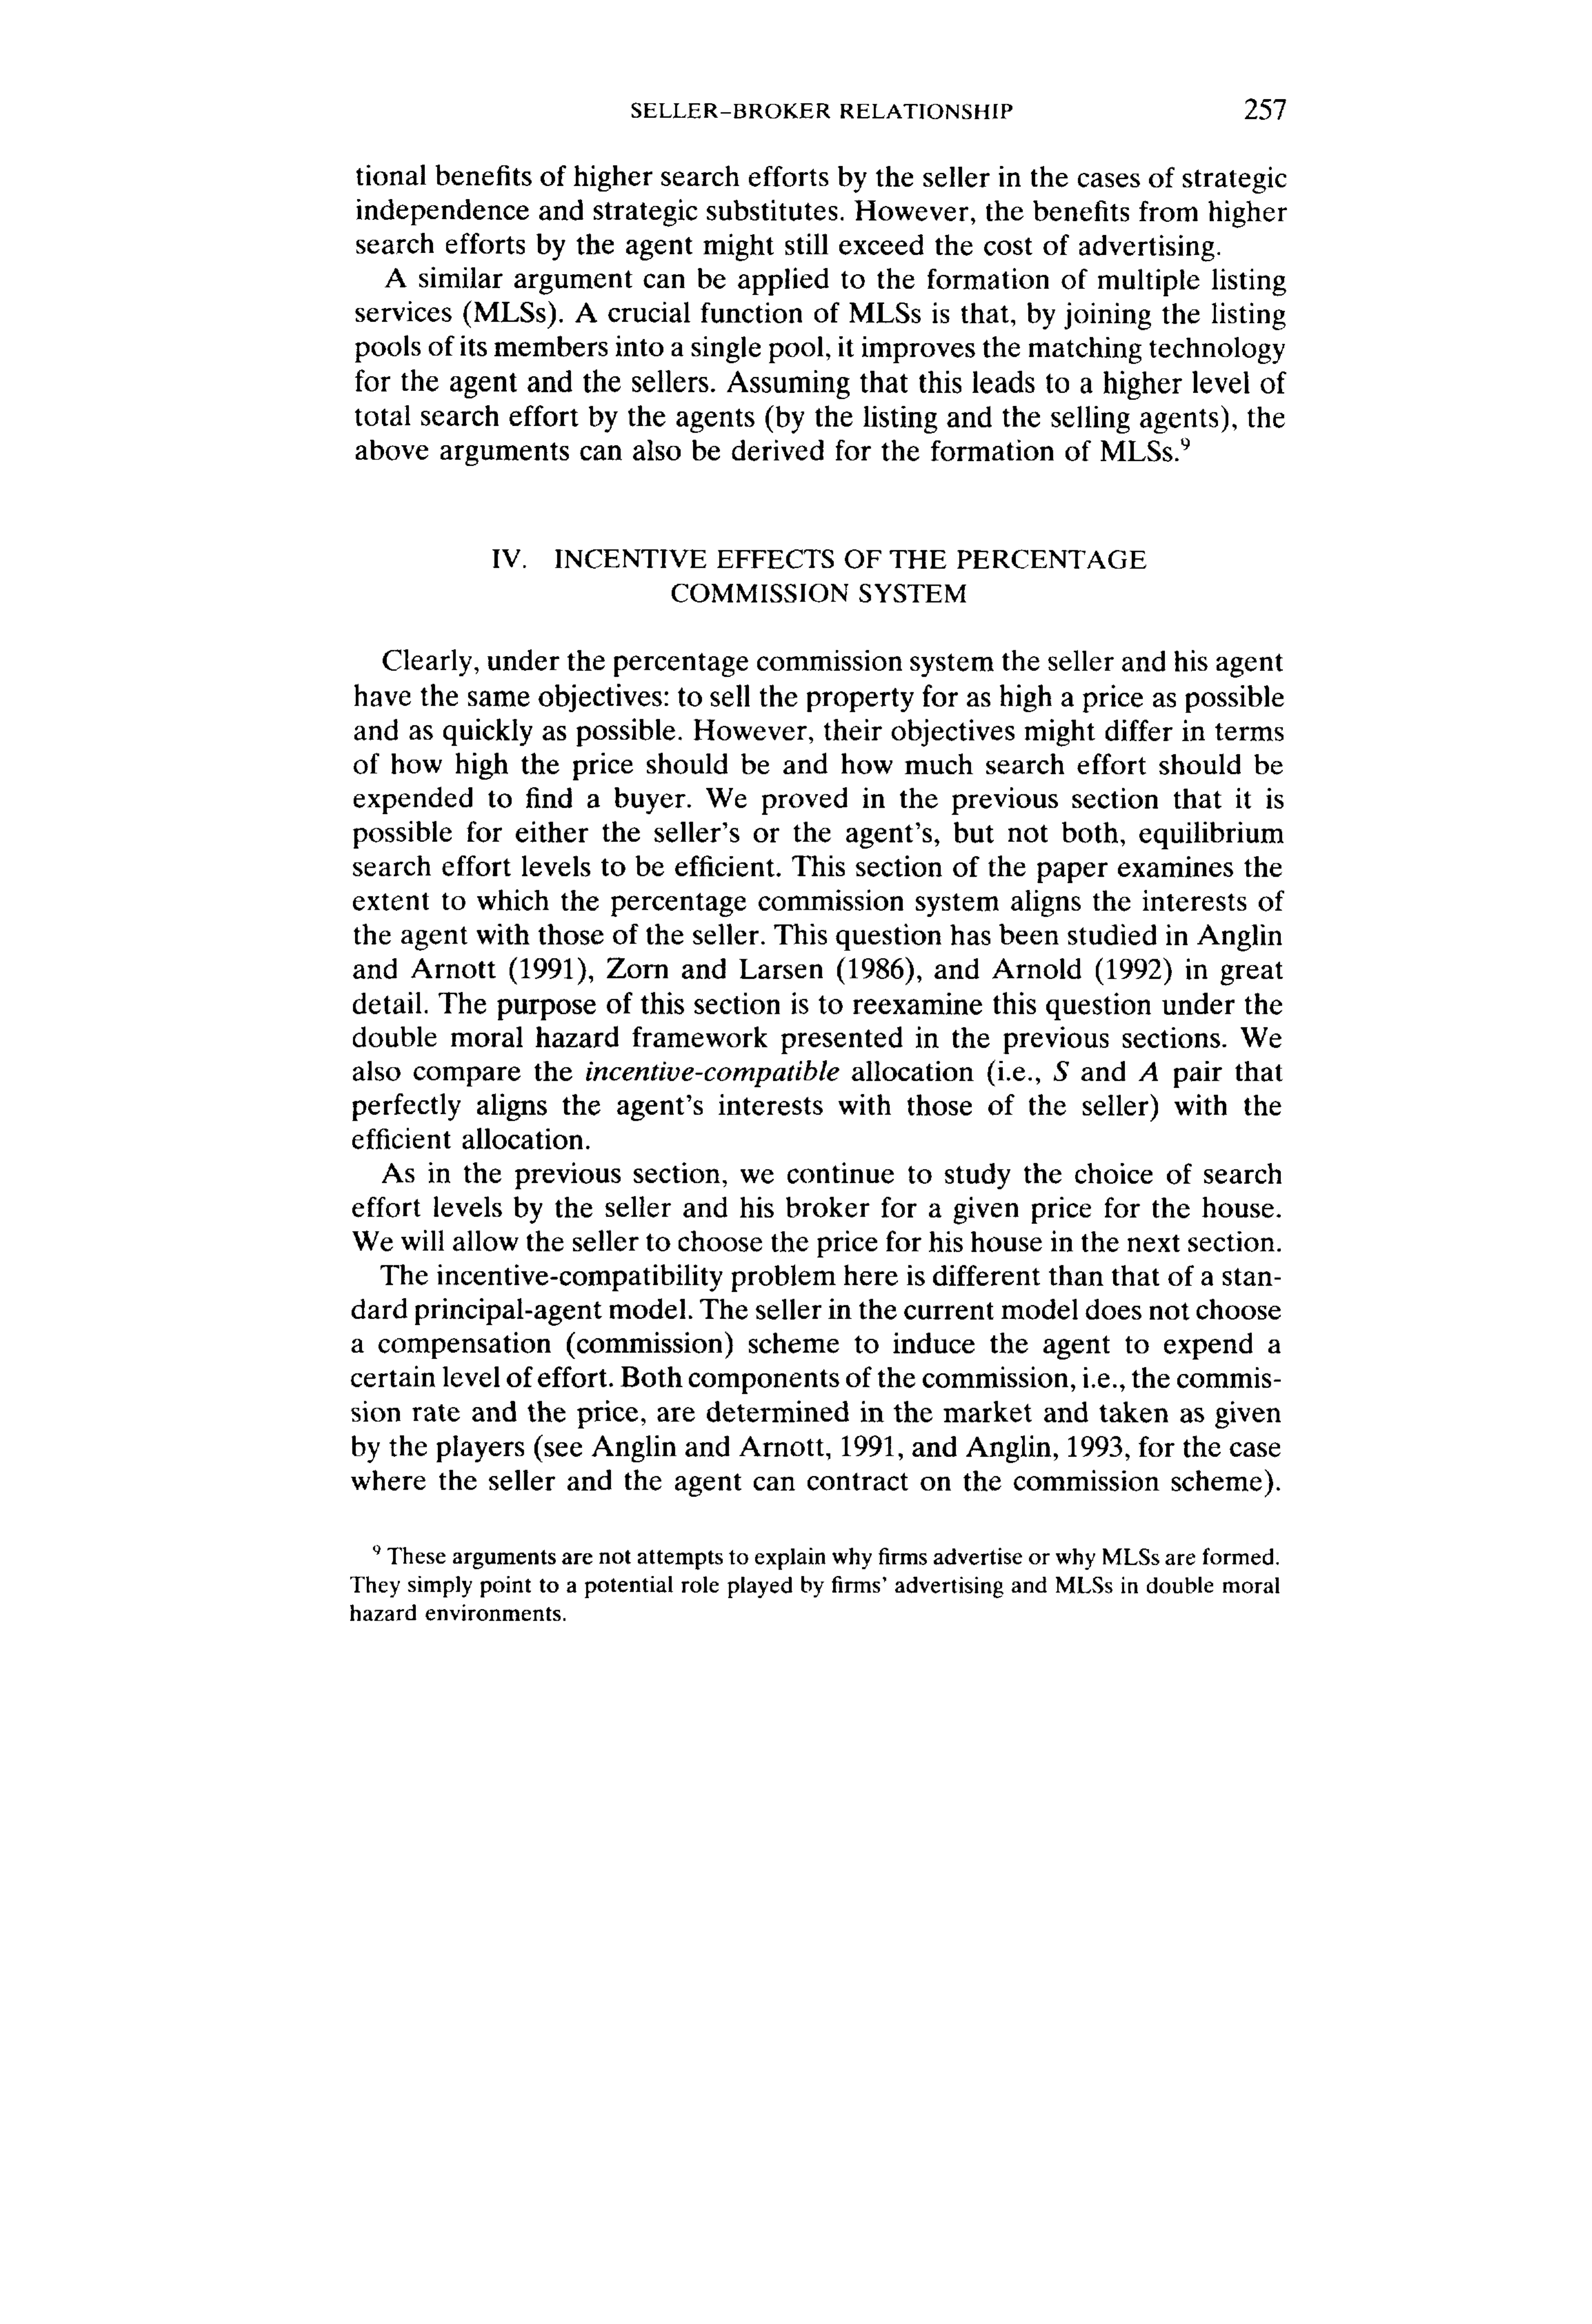 SELLER–BROKER RELATIONSHIP 257
tional benefits of higher search efforts by the seller in the cases of strategic
independence and strategic substitutes. However, the benefits from higher
search efforts by the agent might still exceed the cost of advertising.
A similar argument can be applied to the formation of multiple listing
services (MLSs). A crucial function of MLSs is that, by joining the listing
pools of its members into a single pool, it improves the matching technology
for the agent and the sellers. Assuming that this leads to a higher level of
total search effort by the agents (by the listing and the selling agents), the
above arguments can also be derived for the formation of MLSs.⁹
IV. INCENTIVE EFFECTS OF THE PERCENTAGE
COMMISSION SYSTEM
Clearly, under the percentage commission system the seller and his agent
have the same objectives: to sell the property for as high a price as possible
and as quickly as possible. However, their objectives might differ in terms
of how high the price should be and how much search effort should be
expended to find a buyer. We proved in the previous section that it is
possible for either the seller's or the agent's, but not both, equilibrium
search effort levels to be efficient. This section of the paper examines the
extent to which the percentage commission system aligns the interests of
the agent with those of the seller. This question has been studied in Anglin
and Arnott (1991), Zorn and Larsen (1986), and Arnold (1992) in great
detail. The purpose of this section is to reexamine this question under the
double moral hazard framework presented in the previous sections. We
also compare the incentive-compatible allocation (i.e., S and A pair that
perfectly aligns the agent's interests with those of the seller) with the
efficient allocation.
As in the previous section, we continue to study the choice of search
effort levels by the seller and his broker for a given price for the house.
We will allow the seller to choose the price for his house in the next section.
The incentive-compatibility problem here is different than that of a stan-
dard principal-agent model. The seller in the current model does not choose
a compensation (commission) scheme to induce the agent to expend a
certain level of effort. Both components of the commission, i.e., the commis-
sion rate and the price, are determined in the market and taken as given
by the players (see Anglin and Arnott, 1991, and Anglin, 1993, for the case
where the seller and the agent can contract on the commission scheme).
⁹ These arguments are not attempts to explain why firms advertise or why MLSs are formed.
They simply point to a potential role played by firms' advertising and MLSs in double moral
hazard environments.